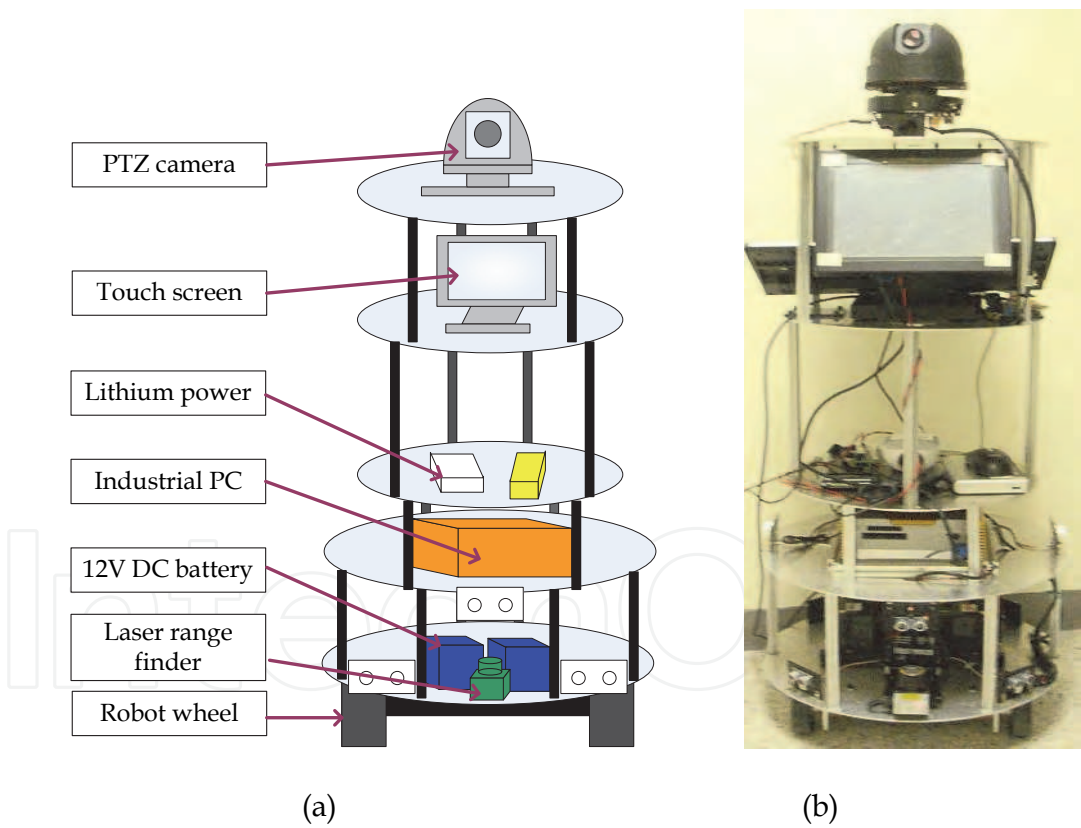 PTZ camera
Touch screen
Lithium power
Industrial PC
12V DC battery
Laser range
finder
Robot wheel
(a)
(b)